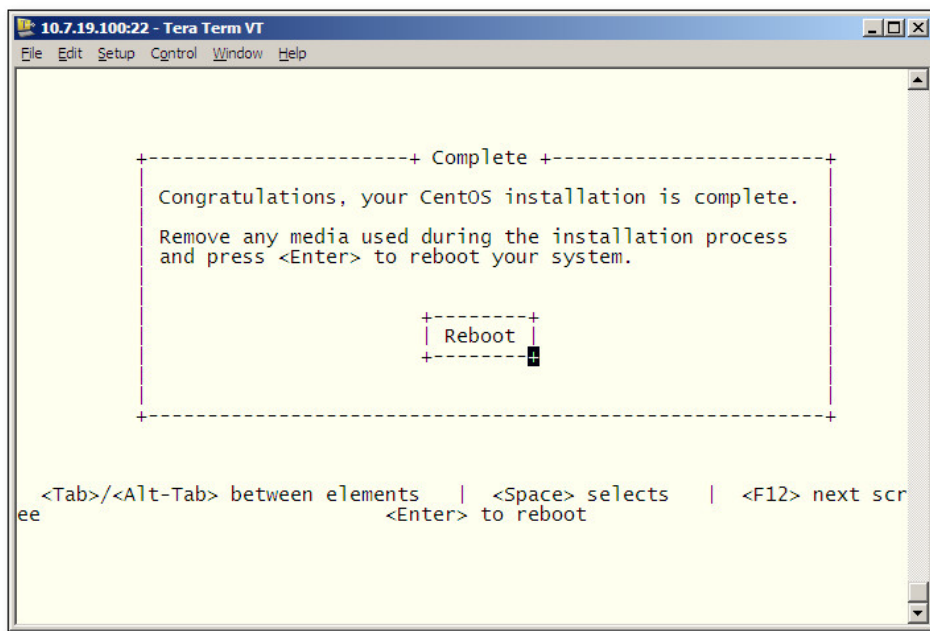 10.7.19.100:22 - Tera Term VT
File Edit Setup Control Window Help
+----------------------+ Complete +-----------------------+
Congratulations, your CentOS installation is complete.
Remove any media used during the installation process
and press <Enter> to reboot your system.
+--------+
| Reboot |
+--------+
+---------------------------------------------------------+
<Tab>/<Alt-Tab> between elements | <Space> selects | <F12> next scr
ee <Enter> to reboot